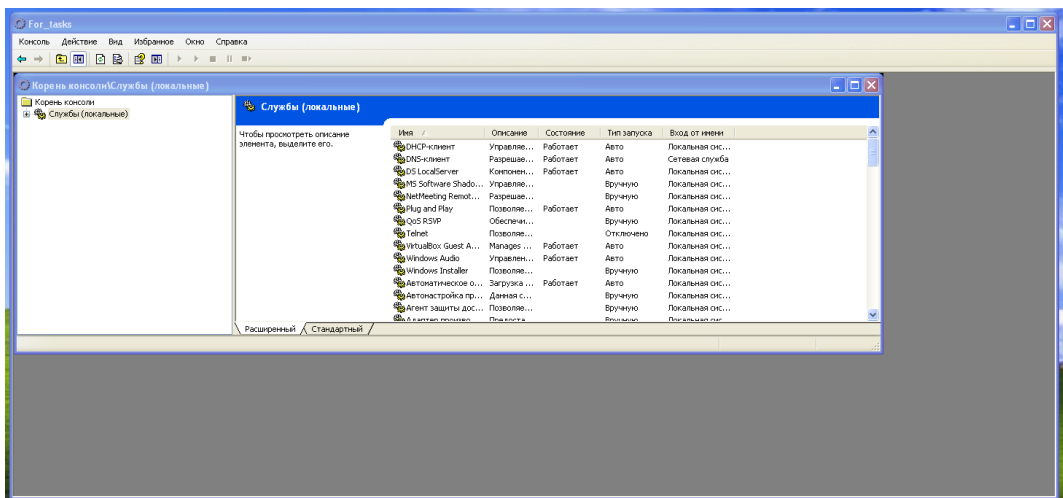 For_tasks
Консоль Действие Вид Избранное Окно Справка
Корень консоли\Службы (локальные)
Корень консоли
Службы (локальные)
Службы (локальные)
Чтобы просмотреть описание
элемента, выделите его.
Имя Описание Состояние Тип запуска Вход от имени
DHCP-клиент Управляе... Работает Авто Локальная сис...
DNS-клиент Разрешае... Работает Авто Сетевая служба
DS LocalServer Компонен... Работает Авто Локальная сис...
MS Software Shado... Управляе... Вручную Локальная сис...
NetMeeting Remot... Разрешае... Вручную Локальная сис...
Plug and Play Позволяе... Работает Авто Локальная сис...
QoS RSVP Обеспечи... Вручную Локальная сис...
Telnet Позволяе... Отключено Локальная сис...
VirtualBox Guest A... Manages ... Работает Авто Локальная сис...
Windows Audio Управлен... Работает Авто Локальная сис...
Windows Installer Позволяе... Вручную Локальная сис...
Автоматическое о... Загрузка ... Работает Авто Локальная сис...
Автонастройка пр... Данная с... Вручную Локальная сис...
Агент защиты дос... Позволяе... Вручную Локальная сис...
Адаптер произво... Предоста... Вручную Локальная сис...
Расширенный Стандартный